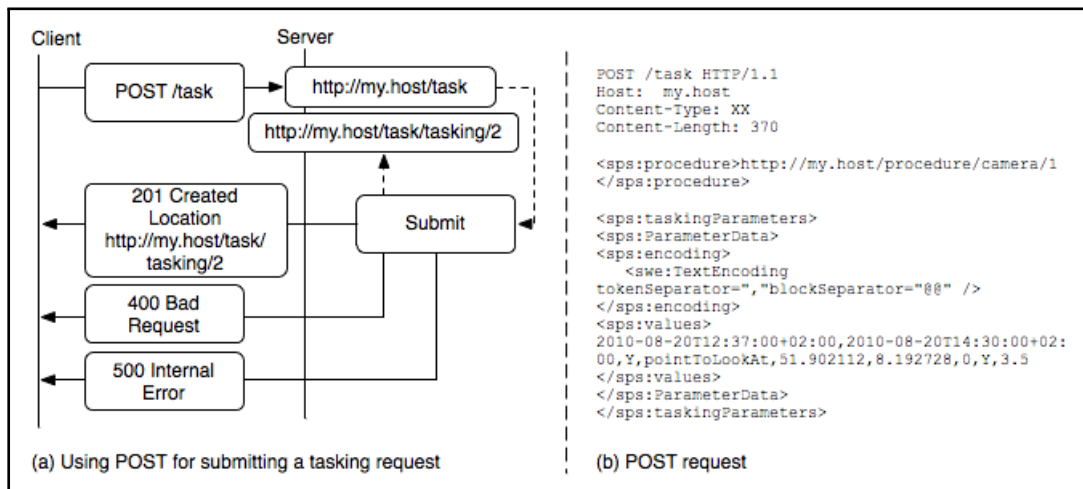 Client
Server
POST /task
http://my.host/task
http://my.host/task/tasking/2
201 Created
Location
http://my.host/task/
tasking/2
Submit
400 Bad
Request
500 Internal
Error
(a) Using POST for submitting a tasking request
POST /task HTTP/1.1
Host:  my.host
Content-Type: XX
Content-Length: 370
<sps:procedure>http://my.host/procedure/camera/1
</sps:procedure>
<sps:taskingParameters>
<sps:ParameterData>
<sps:encoding>
<swe:TextEncoding
tokenSeparator=","blockSeparator="@@" />
</sps:encoding>
<sps:values>
2010-08-20T12:37:00+02:00,2010-08-20T14:30:00+02:
00,Y,pointToLookAt,51.902112,8.192728,0,Y,3.5
</sps:values>
</sps:ParameterData>
</sps:taskingParameters>
(b) POST request